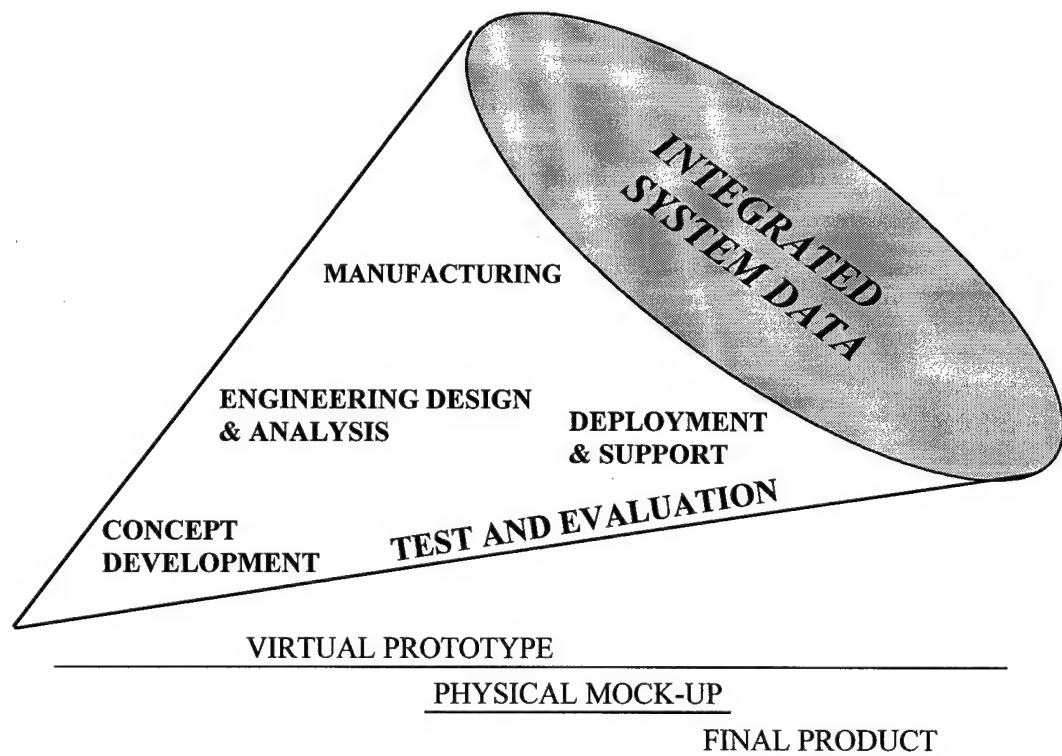 INTEGRATED
SYSTEM DATA
MANUFACTURING
ENGINEERING DESIGN
& ANALYSIS
DEPLOYMENT
& SUPPORT
CONCEPT
DEVELOPMENT
TEST AND EVALUATION
VIRTUAL PROTOTYPE
PHYSICAL MOCK-UP
FINAL PRODUCT